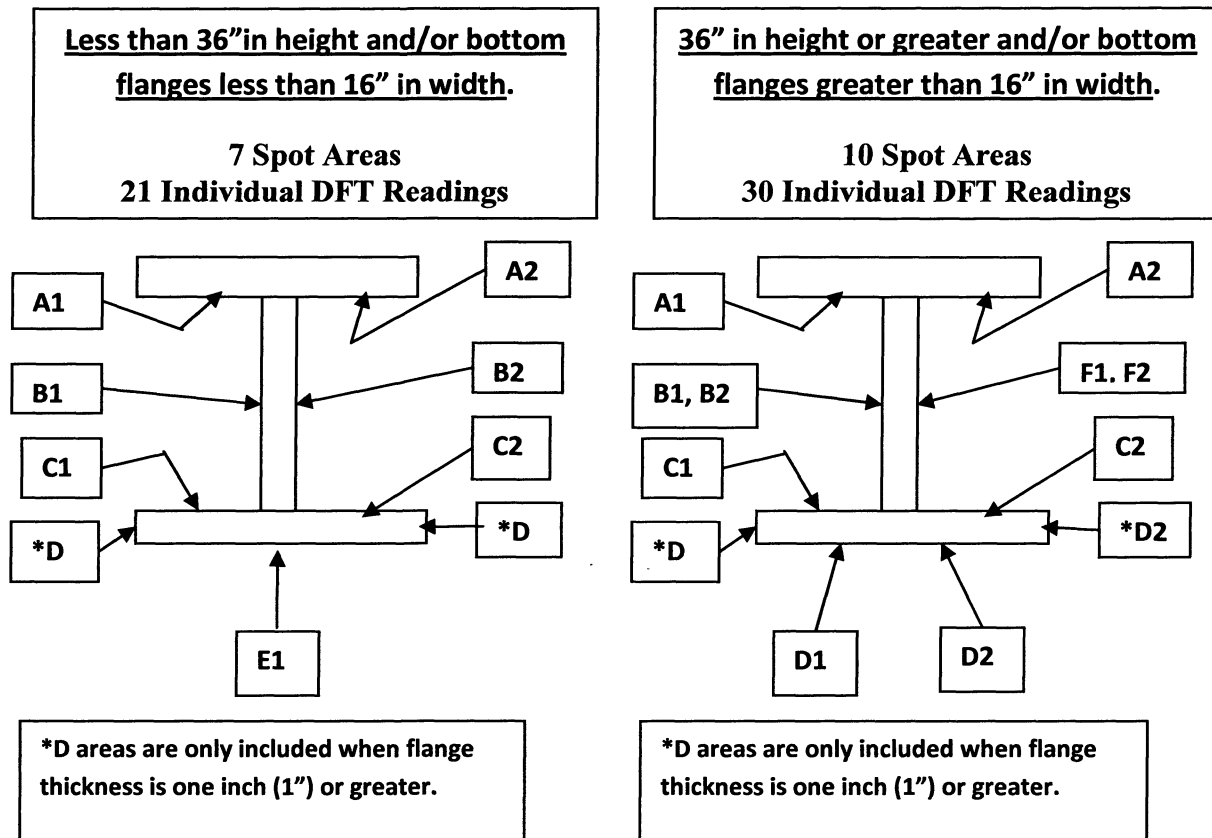 Less than 36”in height and/or bottom
flanges less than 16” in width.
7 Spot Areas
21 Individual DFT Readings
A1
A2
B1
B2
C1
C2
*D
*D
E1
*D areas are only included when flange
thickness is one inch (1”) or greater.
36” in height or greater and/or bottom
flanges greater than 16” in width.
10 Spot Areas
30 Individual DFT Readings
A1
A2
B1, B2
F1. F2
C1
C2
*D
*D2
D1
D2
*D areas are only included when flange
thickness is one inch (1”) or greater.